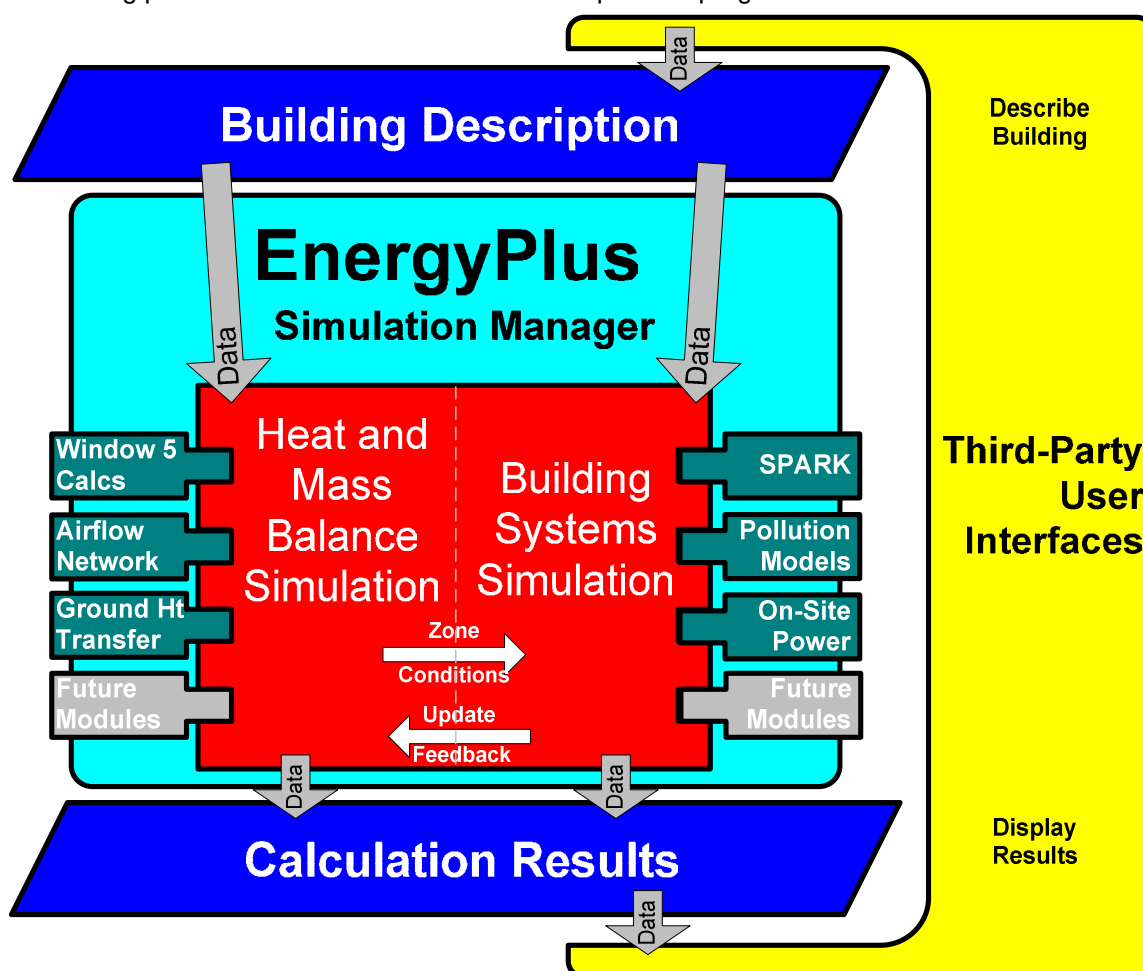 Data
Building Description
Describe
Building
EnergyPlus
Simulation Manager
Data
Data
Window 5
Calcs
Airflow
Network
Ground Ht
Transfer
Future
Modules
Heat and
Mass
Balance
Simulation
Building
Systems
Simulation
Zone
Conditions
Update
Feedback
SPARK
Pollution
Models
On-Site
Power
Future
Modules
Third-Party
User
Interfaces
Data
Data
Calculation Results
Display
Results
Data